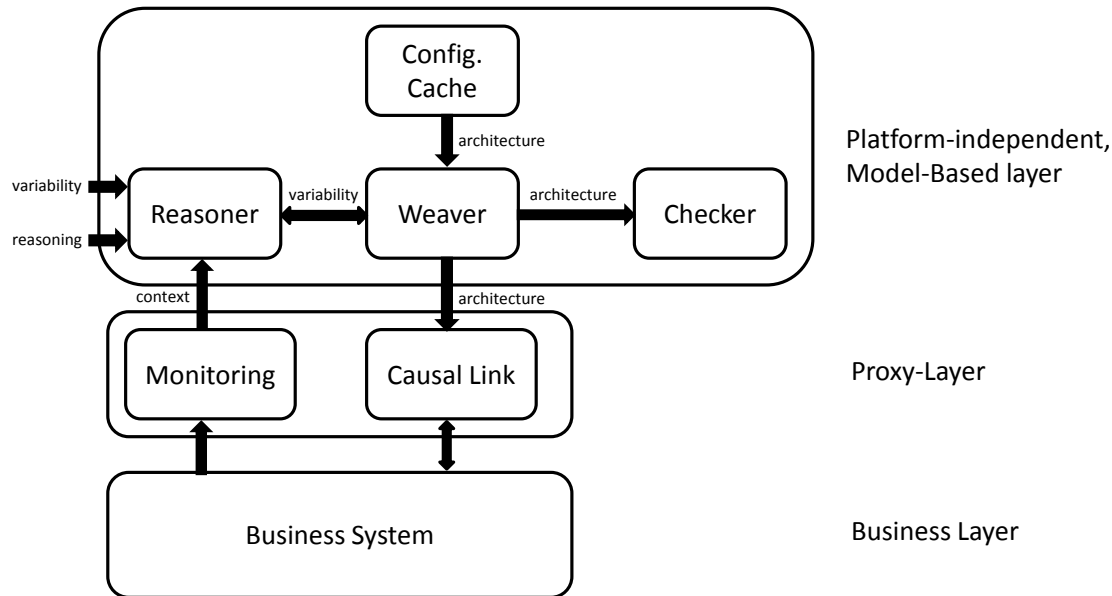 Config.
Cache
architecture
Platform-independent,
Model-Based layer
variability
reasoning
Reasoner
variability
Weaver
architecture
Checker
context
architecture
Monitoring
Causal Link
Proxy-Layer
Business System
Business Layer